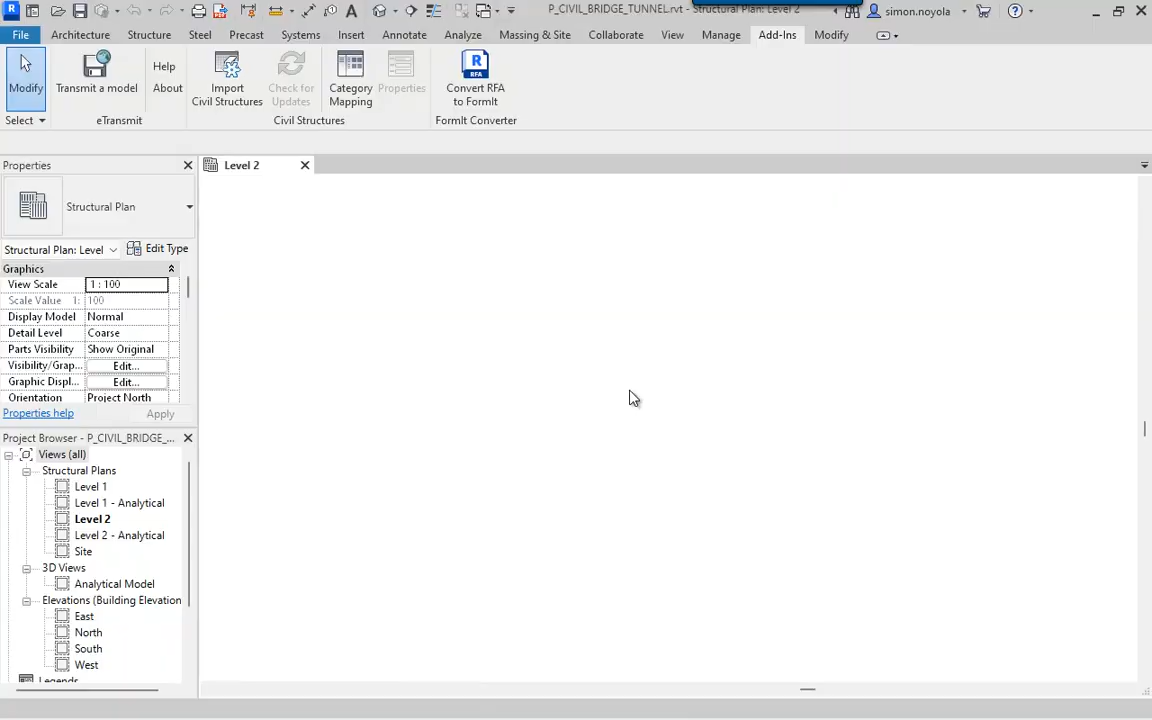 P_CIVIL_BRIDGE_TUNNEL.rvt - Structural Plan: Level 2
simon.noyola
File Architecture Structure Steel Precast Systems Insert Annotate Analyze Massing & Site Collaborate View Manage Add-Ins Modify
Modify
Transmit a model
Help
About
Import
Civil Structures
Check for
Updates
Category
Mapping
Properties
Convert RFA
to FormIt
Select
eTransmit
Civil Structures
FormIt Converter
Properties
Level 2
Structural Plan
Structural Plan: Level
Edit Type
Graphics
View Scale 1 : 100
Scale Value 1: 100
Display Model Normal
Detail Level Coarse
Parts Visibility Show Original
Visibility/Grap... Edit...
Graphic Displ... Edit...
Orientation Project North
Properties help Apply
Project Browser - P_CIVIL_BRIDGE_...
Views (all)
Structural Plans
Level 1
Level 1 - Analytical
Level 2
Level 2 - Analytical
Site
3D Views
Analytical Model
Elevations (Building Elevation
East
North
South
West
Legends